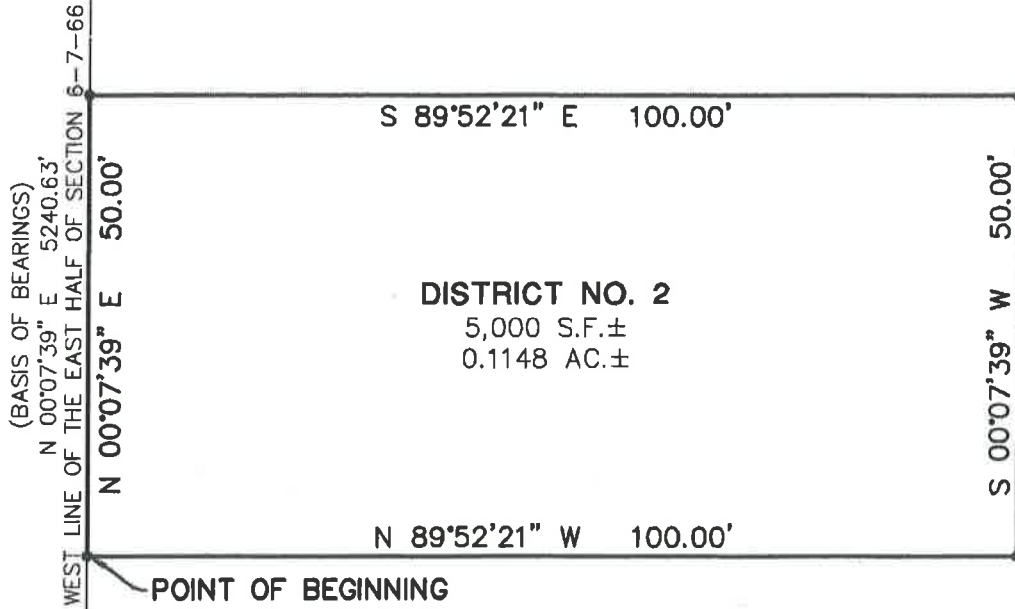 (BASIS OF BEARINGS)
N 00°07'39" E 5240.63'
WEST LINE OF THE EAST HALF OF SECTION 6-7-66
S 89°52'21" E 100.00'
N 00°07'39" E 50.00'
DISTRICT NO. 2
5,000 S.F.±
0.1148 AC.±
S 00°07'39" W 50.00'
N 89°52'21" W 100.00'
POINT OF BEGINNING